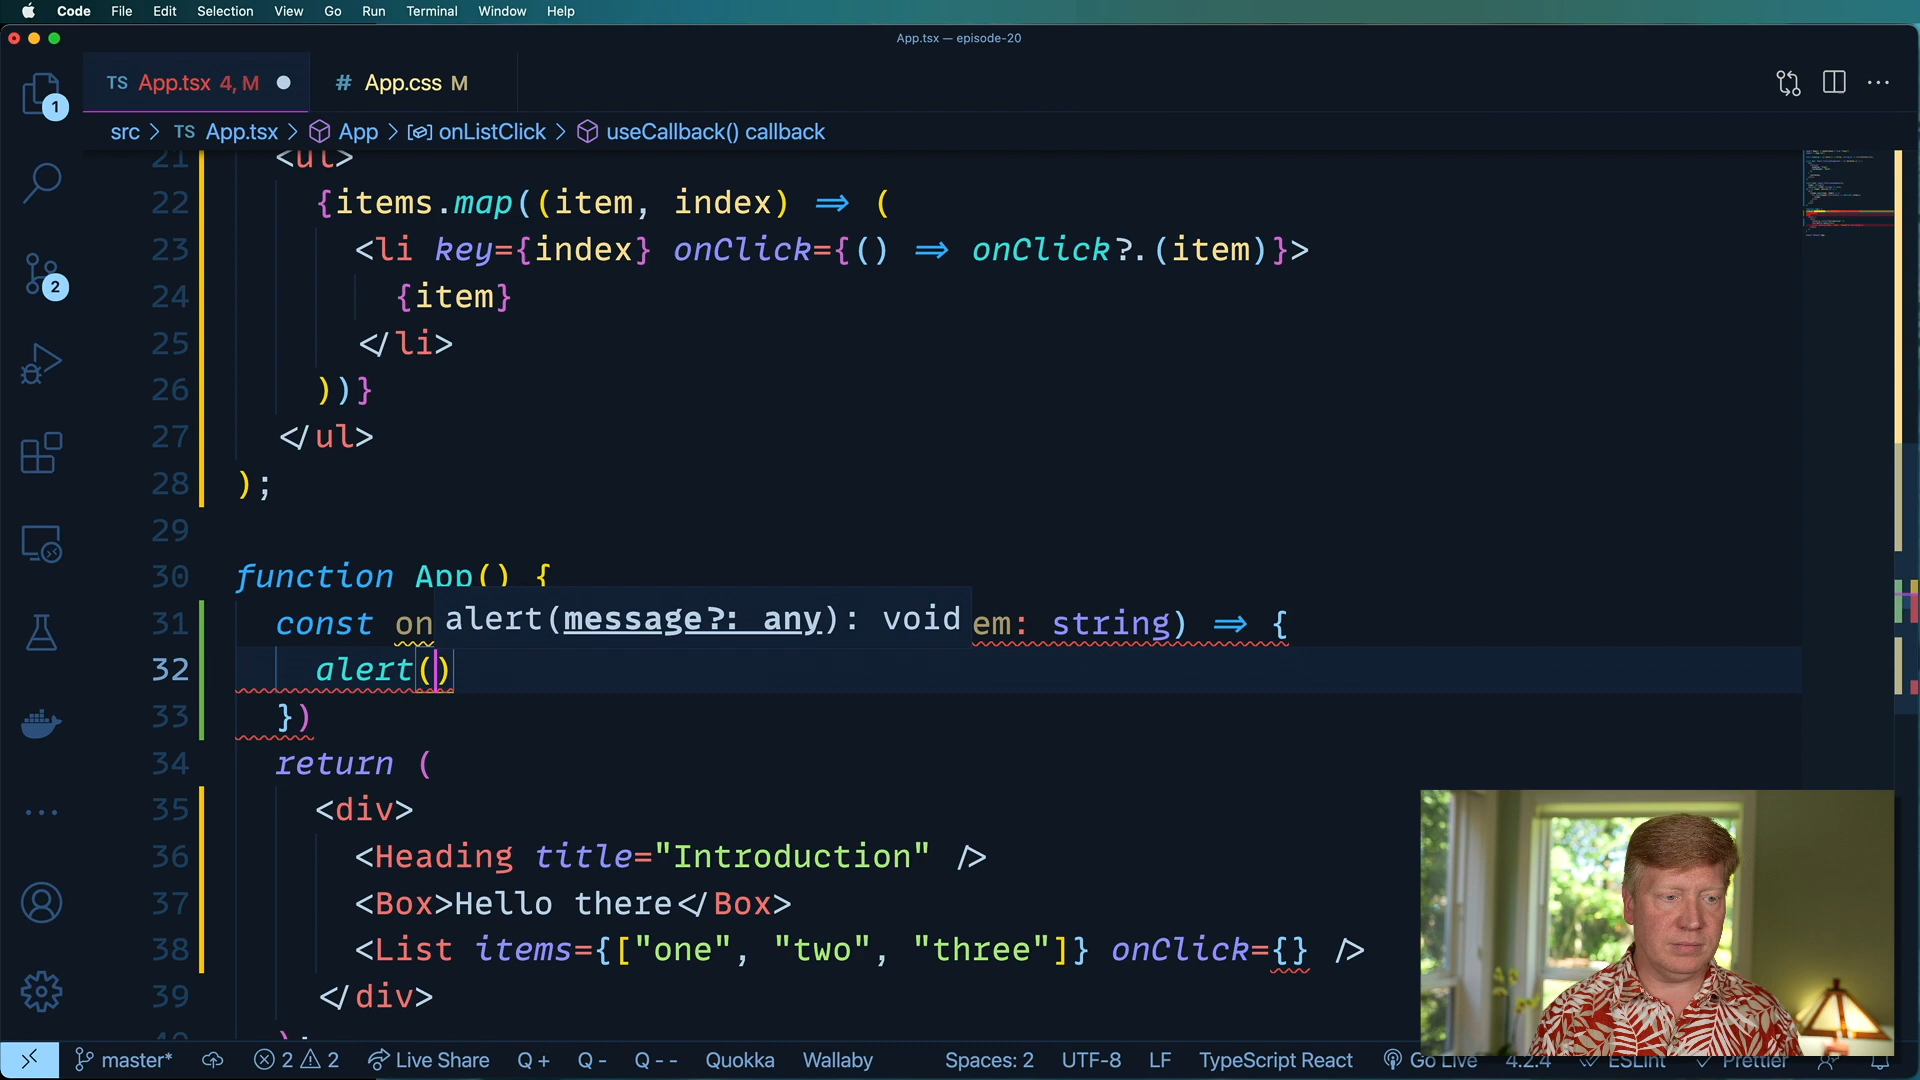 Code File Edit Selection View Go Run Terminal Window Help
App.tsx — episode-20
TS App.tsx 4, M
# App.css M
src > TS App.tsx > App > onListClick > useCallback() callback
1
2
21 <ul>
22 {items.map((item, index) => (
23 <li key={index} onClick={() => onClick?.(item)}>
24 {item}
25 </li>
26 ))}
27 </ul>
28 );
29
30 function App() {
alert(message?: any): void
31 const on em: string) => {
32 alert()
33 })
34 return (
35 <div>
36 <Heading title="Introduction" />
37 <Box>Hello there</Box>
38 <List items={["one", "two", "three"]} onClick={} />
39 </div>
master* 2 2 Live Share Q + Q - Q -- Quokka Wallaby Spaces: 2 UTF-8 LF TypeScript React Go Live 4.2.4 ESLint Prettier